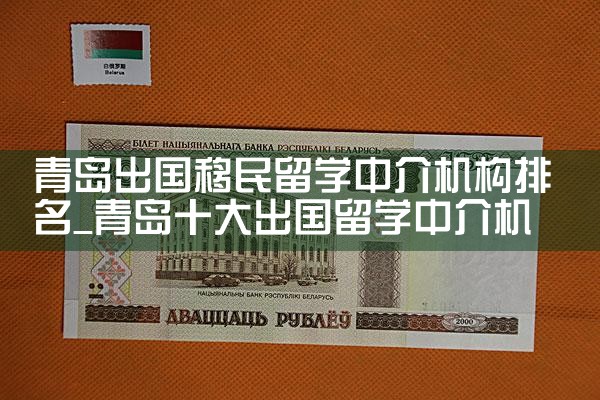 白俄罗斯
Belarus
БІЛЕТ НАЦЫЯНАЛЬНАГА БАНКА РЭСПУБЛІКІ БЕЛАРУСЬ
青岛出国移民留学中介机构排
名_青岛十大出国留学中介机
НАЦЫЯНАЛЬНЫ БАНК РЭСПУБЛІКІ БЕЛАРУСЬ
ДВАЦЦАЦЬ РУБЛЁЎ
2000